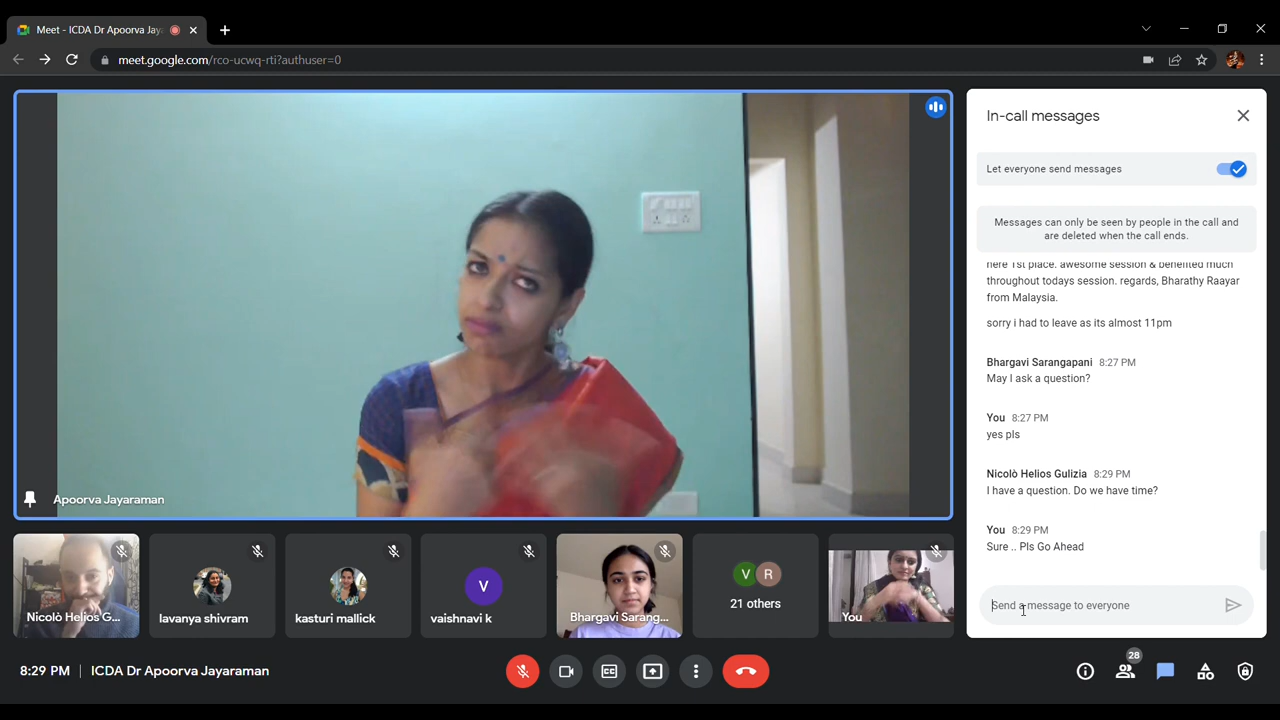 Meet - ICDA Dr Apoorva Jay
meet.google.com/rco-ucwq-rti?authuser=0
Apoorva Jayaraman
In-call messages
Let everyone send messages
Messages can only be seen by people in the call and
are deleted when the call ends.
here 1st place. awesome session & benefited much
throughout todays session. regards, Bharathy Raayar
from Malaysia.
sorry i had to leave as its almost 11pm
Bhargavi Sarangapani 8:27 PM
May I ask a question?
You 8:27 PM
yes pls
Nicolò Helios Gulizia 8:29 PM
I have a question. Do we have time?
You 8:29 PM
Sure .. Pls Go Ahead
Send a message to everyone
Nicolò Helios G...
lavanya shivram
kasturi mallick
V
vaishnavi k
Bhargavi Sarang...
V R
21 others
You
8:29 PM | ICDA Dr Apoorva Jayaraman
CC
28